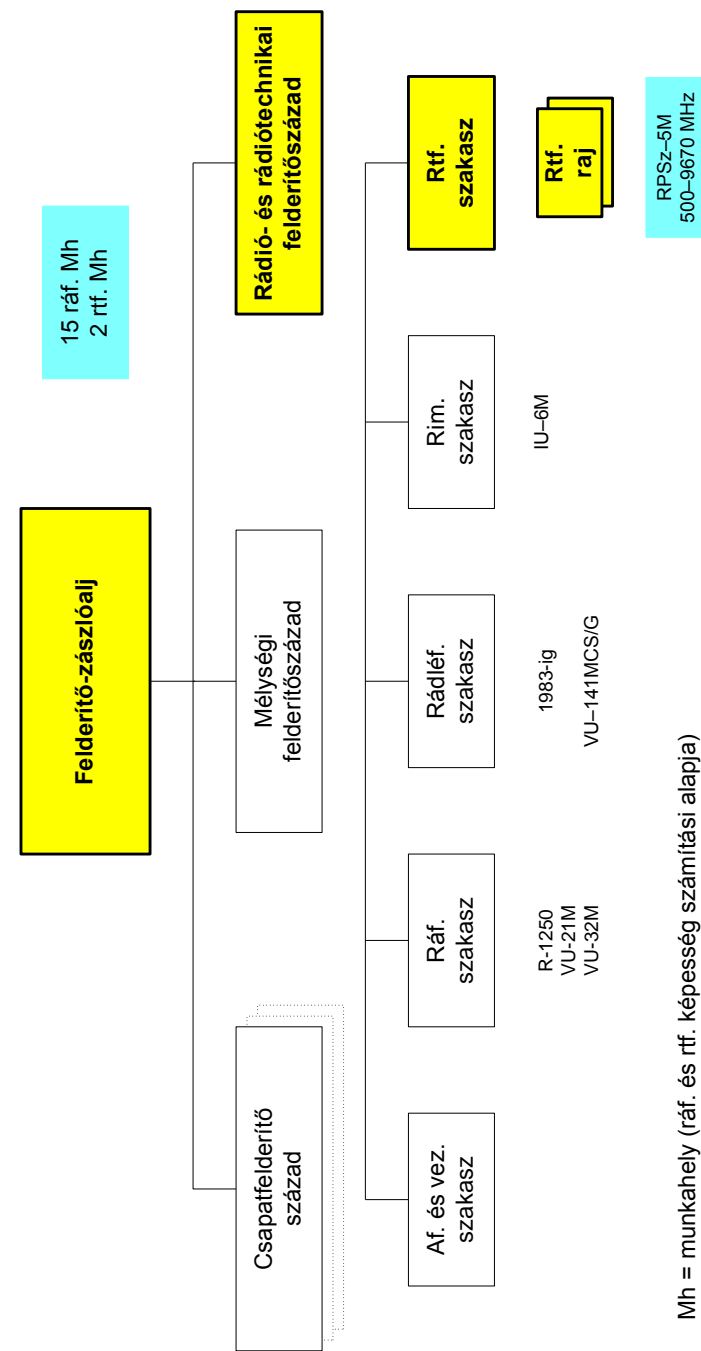 Felderítő-zászlóalj
15 ráf. Mh
2 rtf. Mh
Csapatfelderítő
század
Mélységi
felderítőszázad
Rádió- és rádiótechnikai
felderítőszázad
Af. és vez.
szakasz
Ráf.
szakasz
Rádléf.
szakasz
Rim.
szakasz
Rtf.
szakasz
R-1250
VU-21M
VU-32M
1983-ig
VU–141MCS/G
IU–6M
Rtf.
raj
RPSz–5M
500–9670 MHz
Mh = munkahely (ráf. és rtf. képesség számítási alapja)